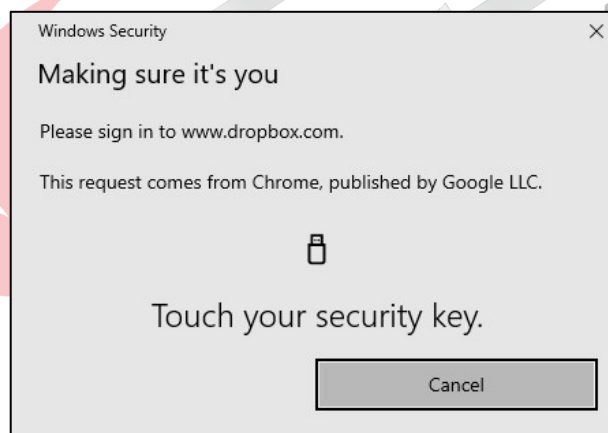 Windows Security
Making sure it's you
Please sign in to www.dropbox.com.
This request comes from Chrome, published by Google LLC.
Touch your security key.
Cancel